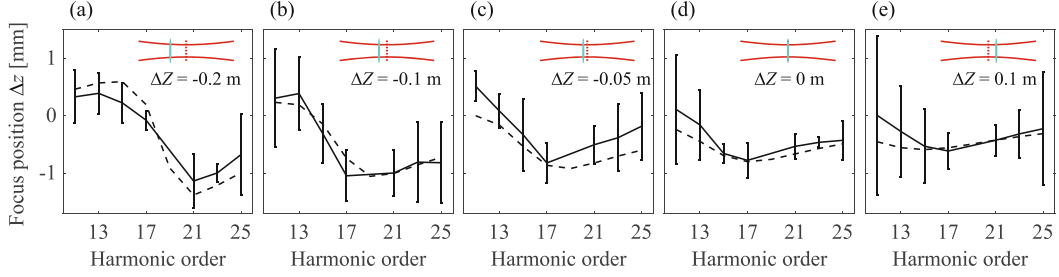 (a) (b) (c) (d) (e)
Focus position Δz [mm]
1
0
-1
ΔZ = -0.2 m
ΔZ = -0.1 m
ΔZ = -0.05 m
ΔZ = 0 m
ΔZ = 0.1 m
13 17 21 25
13 17 21 25
13 17 21 25
13 17 21 25
13 17 21 25
Harmonic order
Harmonic order
Harmonic order
Harmonic order
Harmonic order